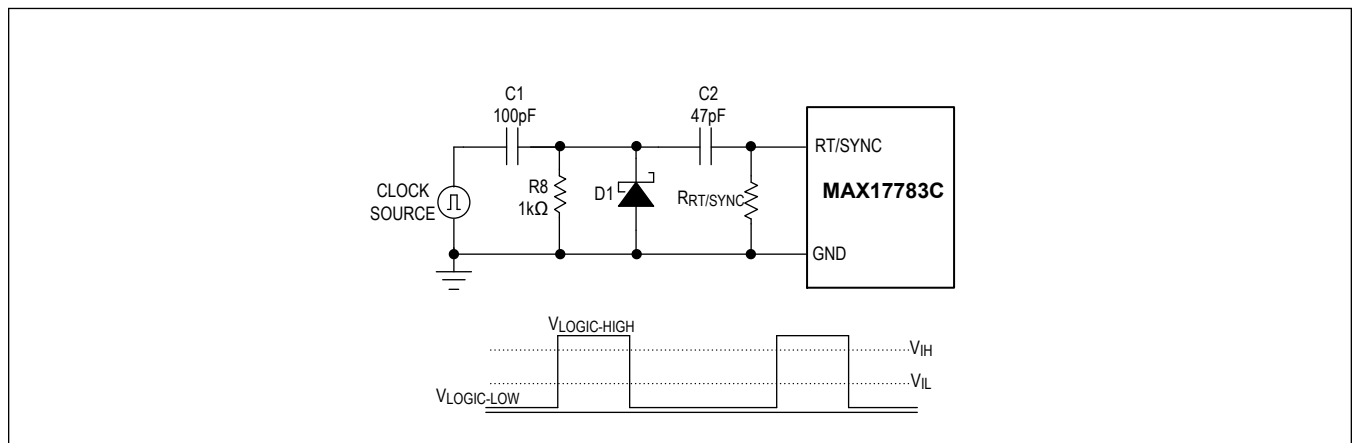 C1
100pF
C2
47pF
RT/SYNC
MAX17783C
CLOCK
SOURCE
R8
1kΩ
D1
RRT/SYNC
GND
VLOGIC-HIGH
VIH
VIL
VLOGIC-LOW